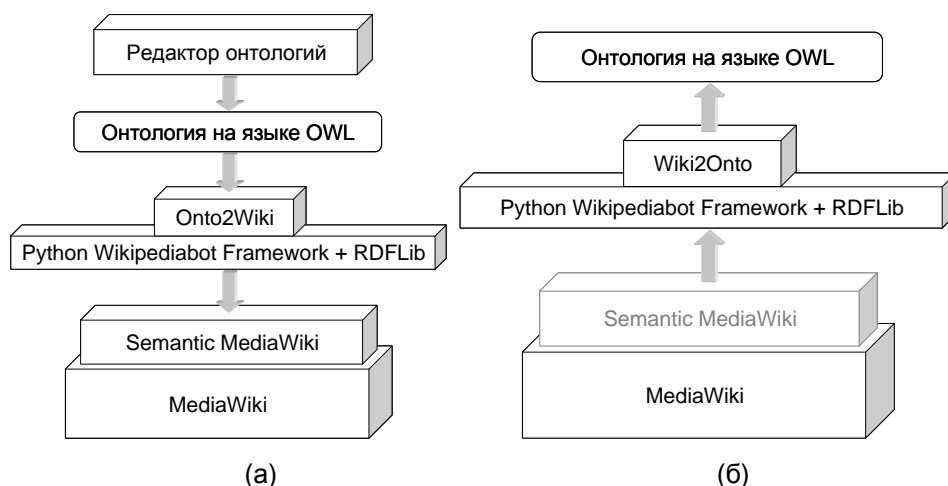 Редактор онтологий
Онтология на языке OWL
Onto2Wiki
Python Wikipediabot Framework + RDFLib
Semantic MediaWiki
MediaWiki
(а)
Онтология на языке OWL
Wiki2Onto
Python Wikipediabot Framework + RDFLib
Semantic MediaWiki
MediaWiki
(б)